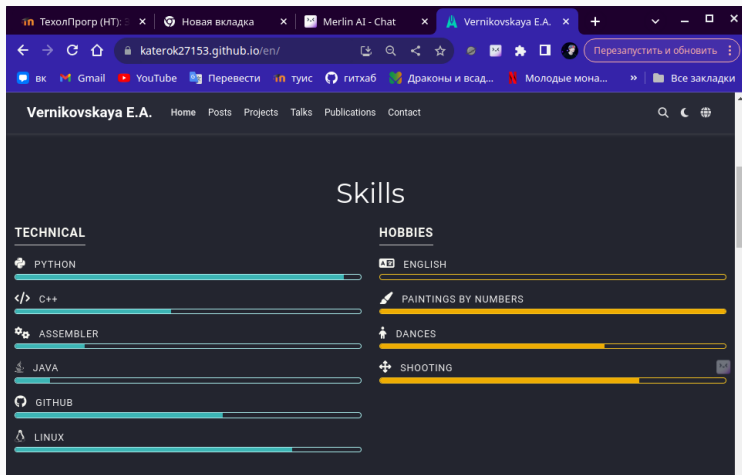 ТехолПрогр (НТ): З
Новая вкладка
Merlin AI - Chat
Vernikovskaya E.A.
katerok27153.github.io/en/
Перезапустить и обновить
вк
Gmail
YouTube
Перевести
туис
гитхаб
Драконы и всад...
Молодые мона...
»
Все закладки
Vernikovskaya E.A.
Home Posts Projects Talks Publications Contact
Skills
TECHNICAL
PYTHON
C++
ASSEMBLER
JAVA
GITHUB
LINUX
HOBBIES
ENGLISH
PAINTINGS BY NUMBERS
DANCES
SHOOTING